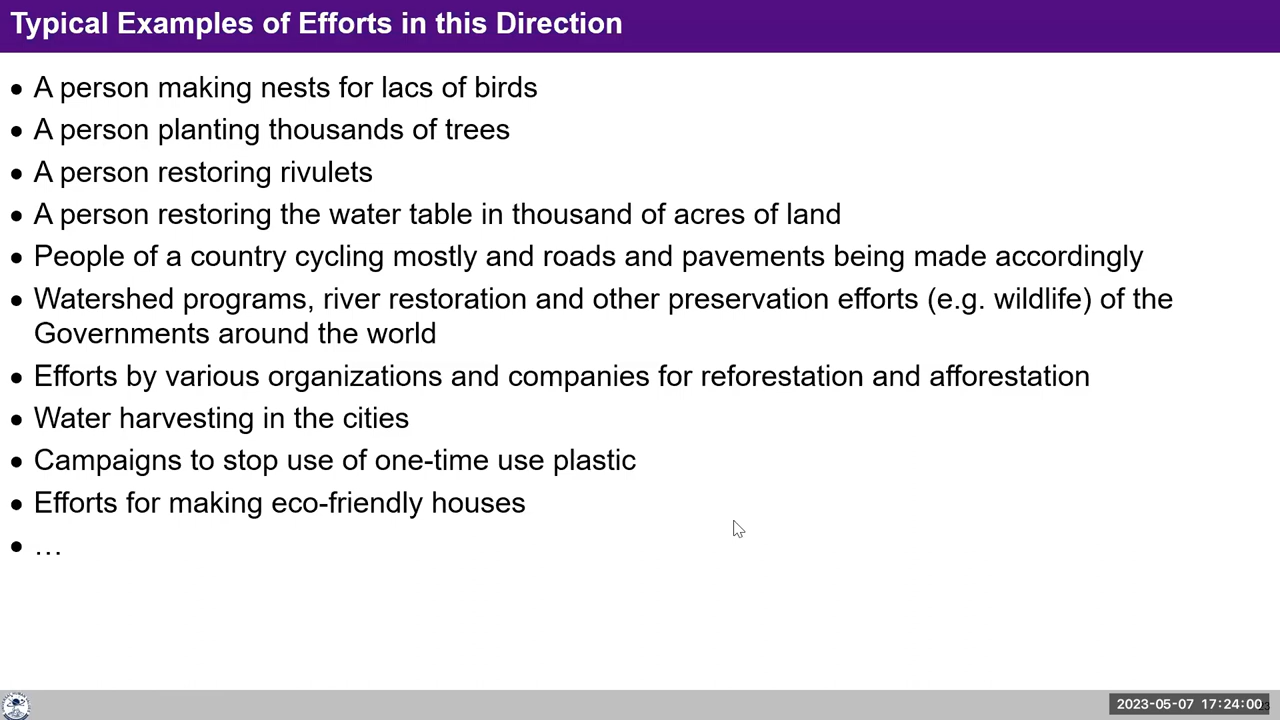 Typical Examples of Efforts in this Direction
• A person making nests for lacs of birds
• A person planting thousands of trees
• A person restoring rivulets
• A person restoring the water table in thousand of acres of land
• People of a country cycling mostly and roads and pavements being made accordingly
• Watershed programs, river restoration and other preservation efforts (e.g. wildlife) of the
Governments around the world
• Efforts by various organizations and companies for reforestation and afforestation
• Water harvesting in the cities
• Campaigns to stop use of one-time use plastic
• Efforts for making eco-friendly houses
• …
2023-05-07 17:24:00